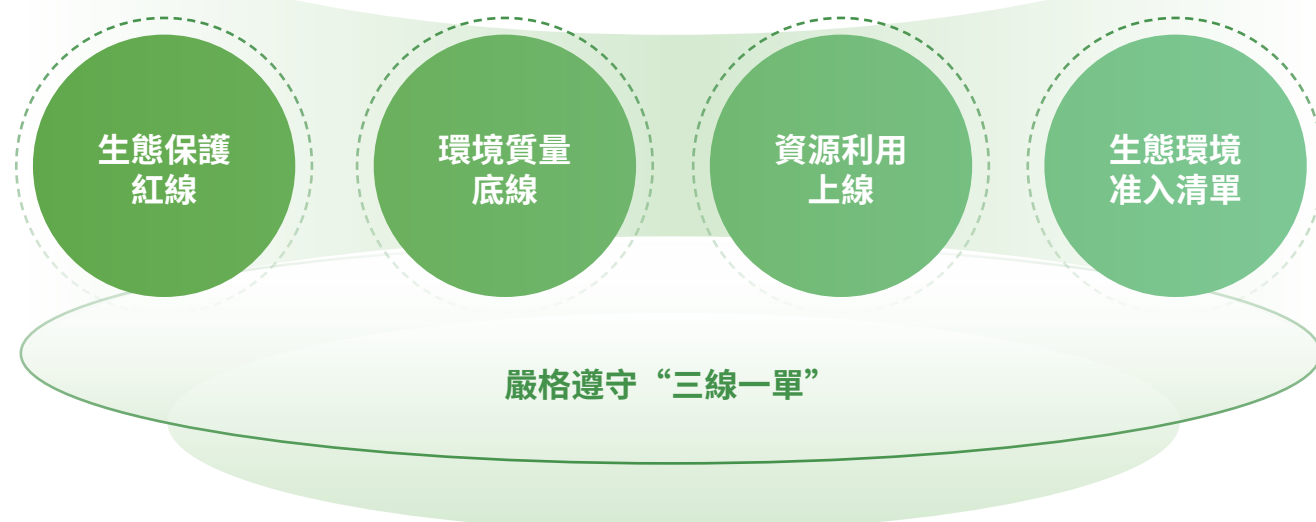 生態保護
紅線
環境質量
底線
資源利用
上線
生態環境
准入清單
嚴格遵守“三線一單”